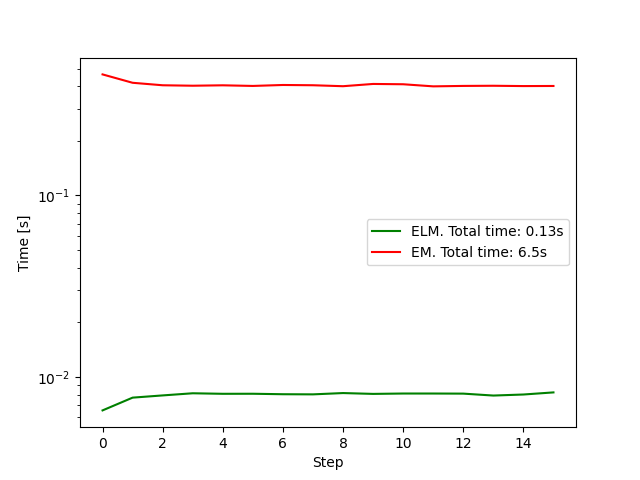 Time [s]
10⁻¹
10⁻²
ELM. Total time: 0.13s
EM. Total time: 6.5s
0 2 4 6 8 10 12 14
Step